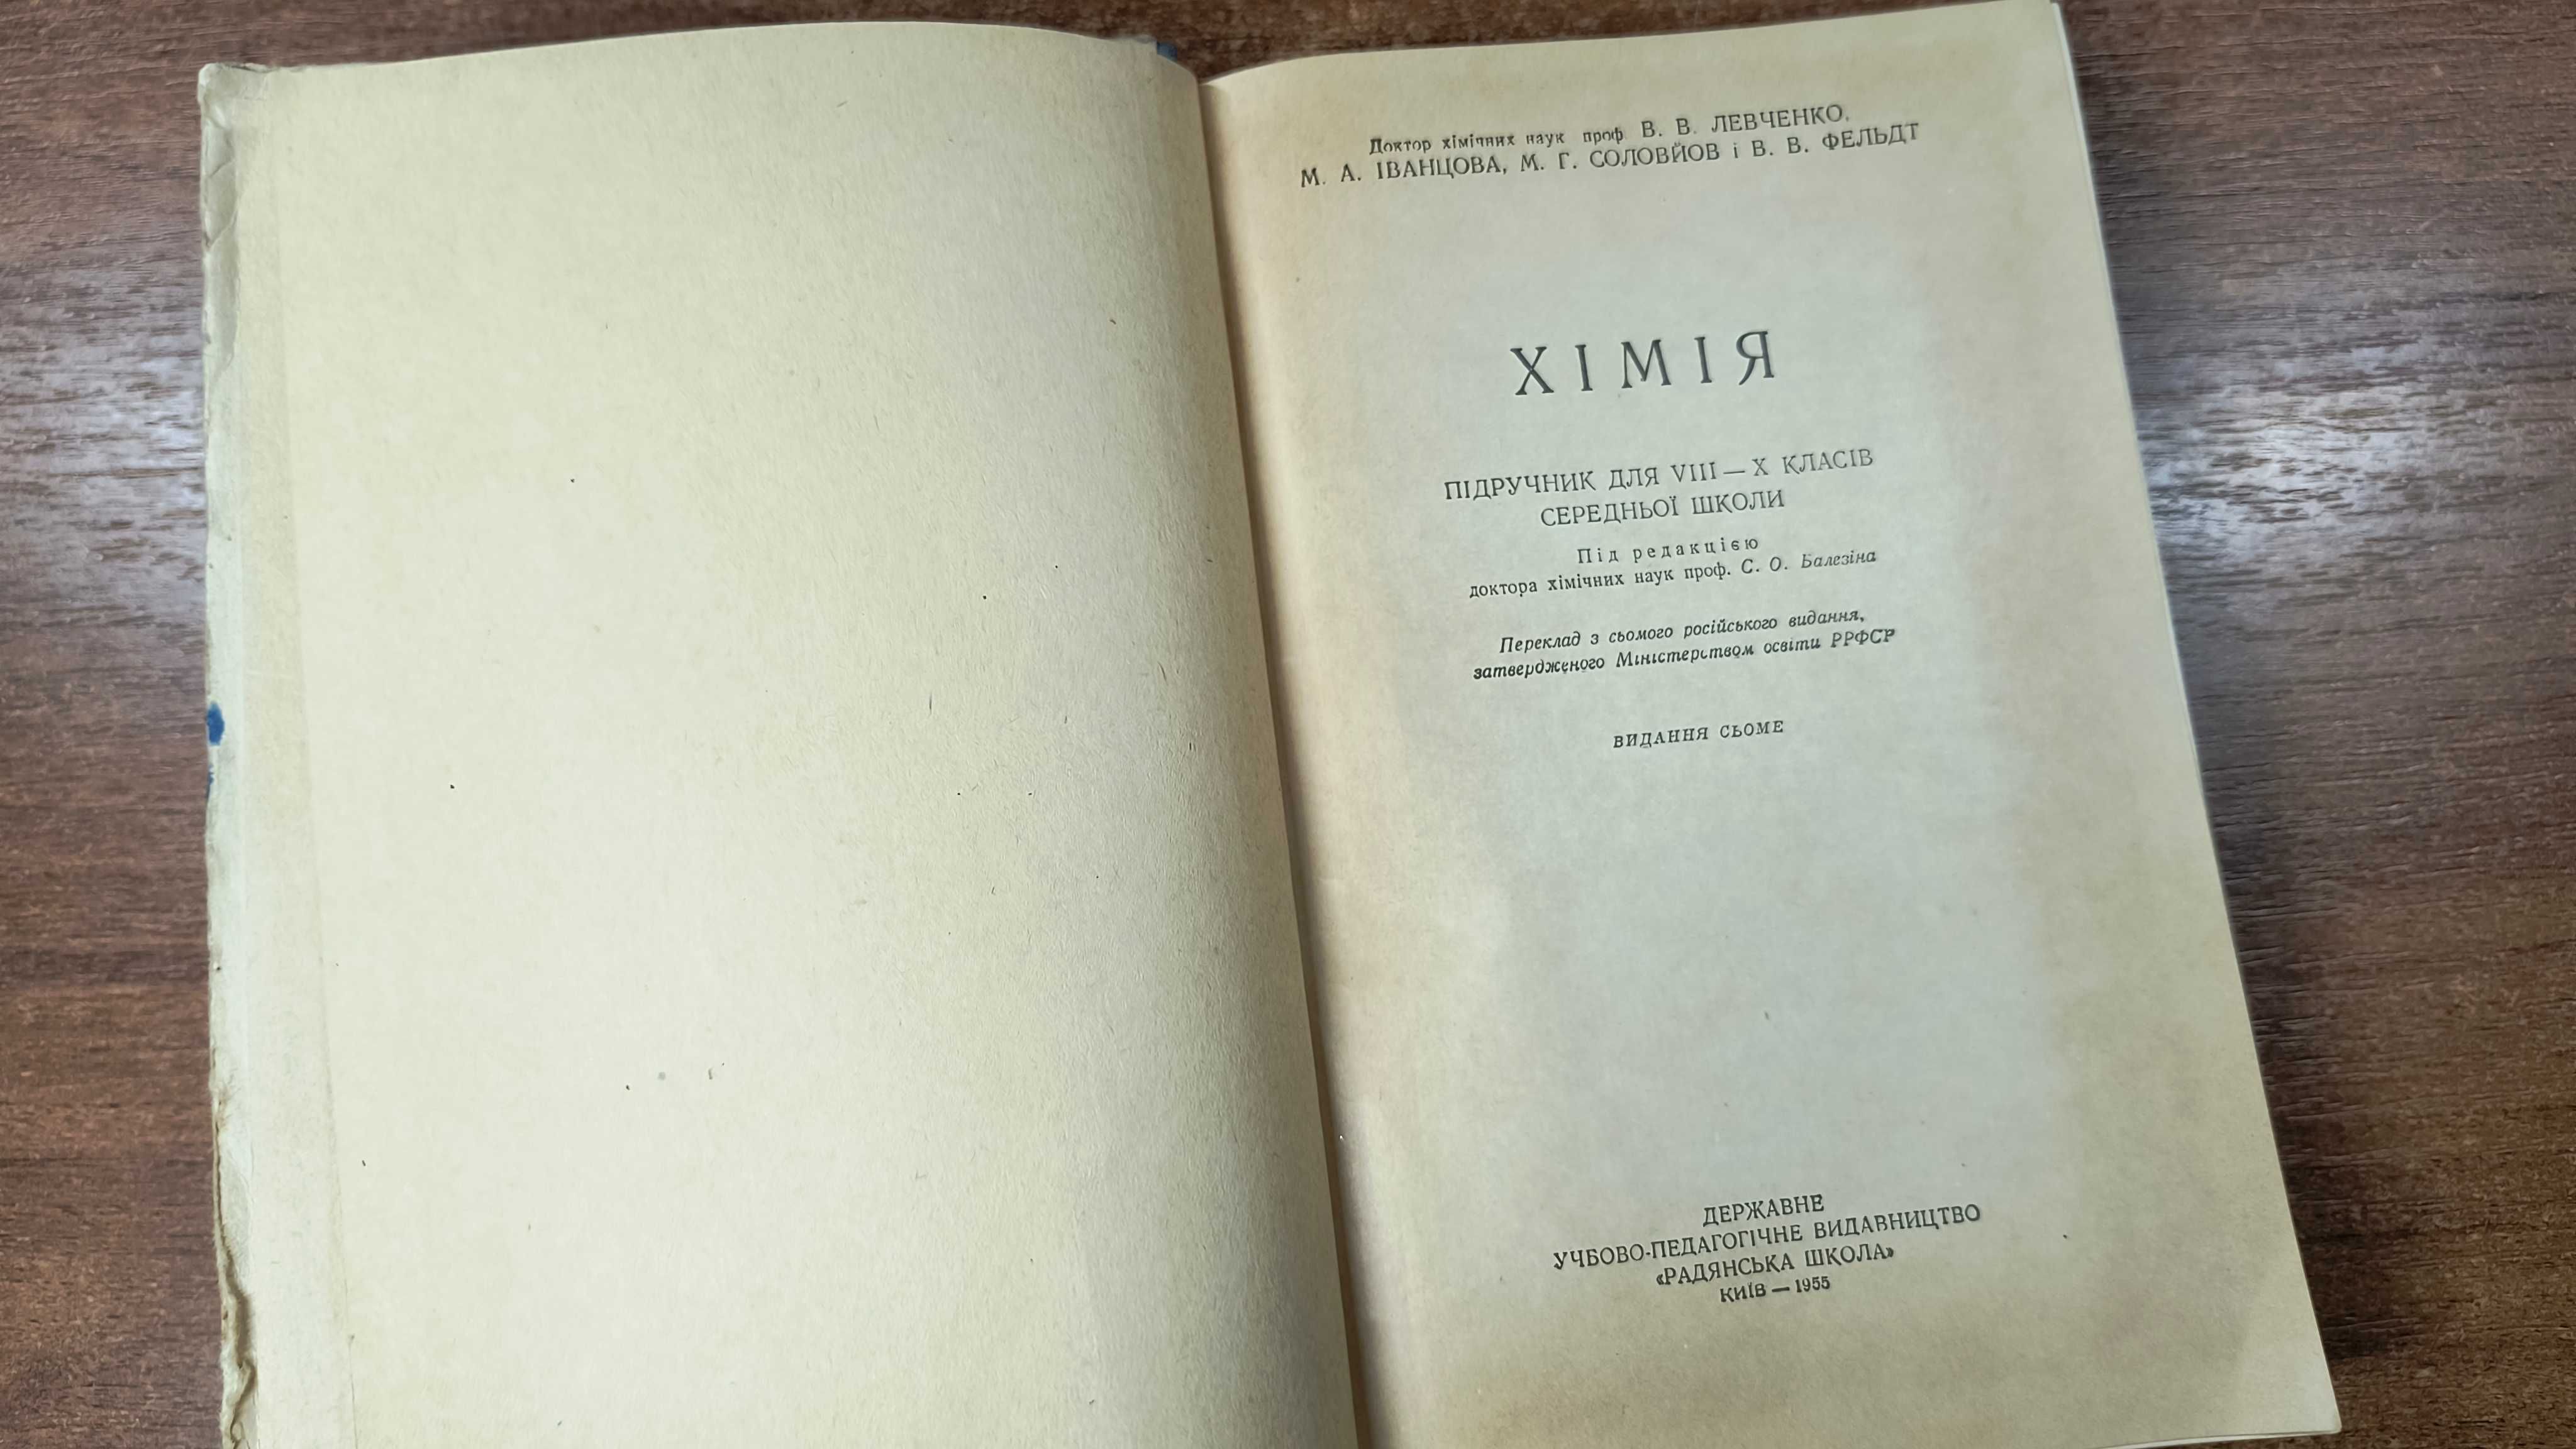 Доктор хімічних наук проф. В. В. ЛЕВЧЕНКО,
М. А. ІВАНЦОВА, М. Г. СОЛОВЙОВ і В. В. ФЕЛЬДТ
ХІМІЯ
ПІДРУЧНИК ДЛЯ VIII — X КЛАСІВ
СЕРЕДНЬОЇ ШКОЛИ
Під редакцією
доктора хімічних наук проф. С. О. Балезіна
Переклад з сьомого російського видання,
затвердженого Міністерством освіти РРФСР
ВИДАННЯ СЬОМЕ
ДЕРЖАВНЕ
УЧБОВО-ПЕДАГОГІЧНЕ ВИДАВНИЦТВО
«РАДЯНСЬКА ШКОЛА»
КИЇВ — 1955